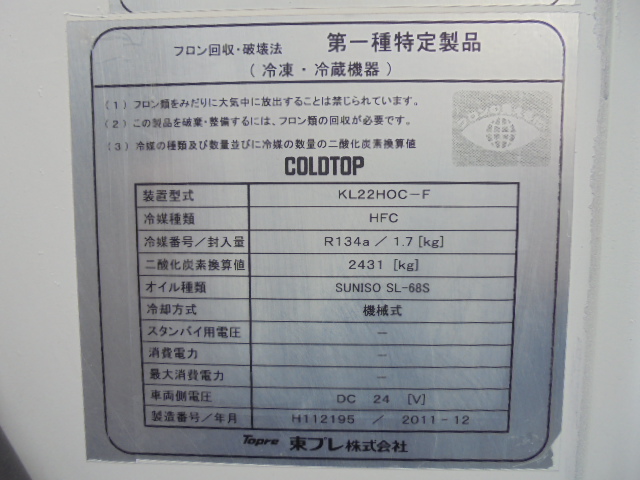 フロン回収・破壊法 第一種特定製品
(冷凍・冷蔵機器)
(1) フロン類をみだりに大気中に放出することは禁じられています。
(2) この製品を廃棄・整備するには、フロン類の回収が必要です。
(3) 冷媒の種類及び数量並びに冷媒の数量の二酸化炭素換算値
COLDTOP
装置型式 KL22HOC-F
冷媒種類 HFC
冷媒番号/封入量 R134a / 1.7 [kg]
二酸化炭素換算値 2431 [kg]
オイル種類 SUNISO SL-68S
冷却方式 機械式
スタンバイ用電圧 -
消費電力 -
最大消費電力 -
車両側電圧 DC 24 [V]
製造番号/年月 H112195 / 2011-12
Topre 東プレ株式会社